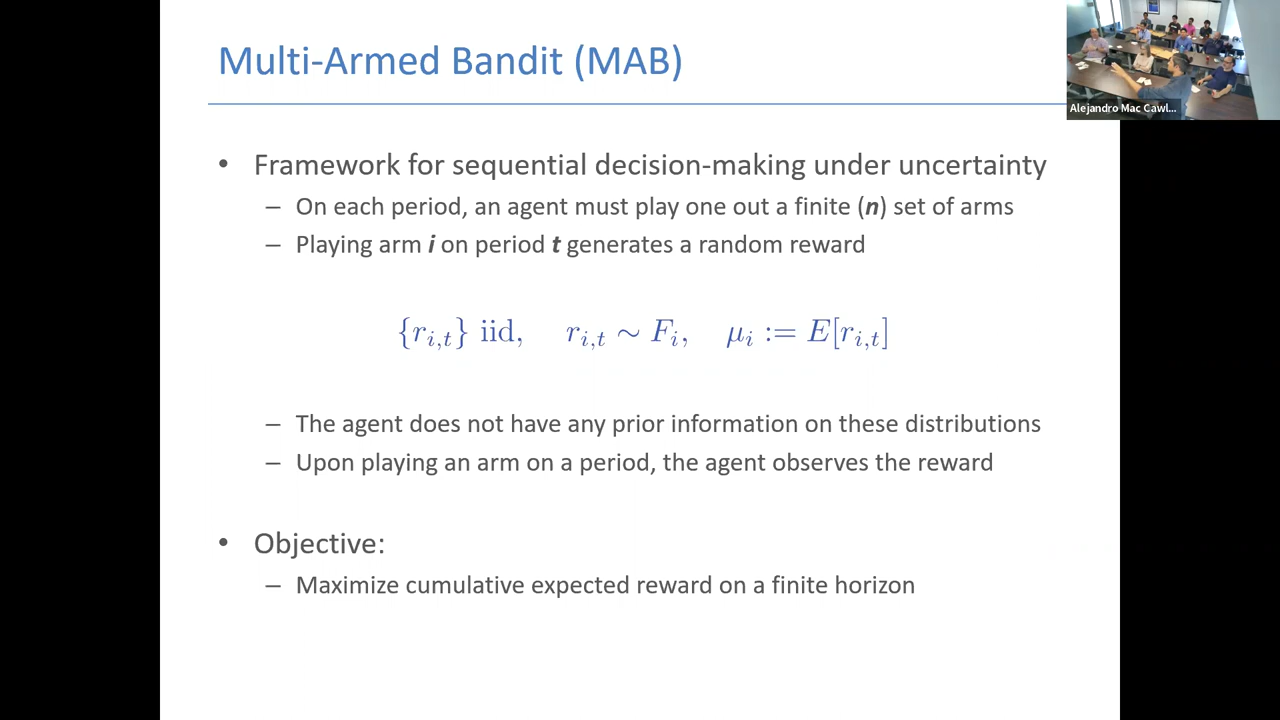 Multi-Armed Bandit (MAB)
Alejandro Mac Cawl...
• Framework for sequential decision-making under uncertainty
– On each period, an agent must play one out a finite (n) set of arms
– Playing arm i on period t generates a random reward
{r_{i,t}} iid, r_{i,t} ∼ F_i, μ_i := E[r_{i,t}]
– The agent does not have any prior information on these distributions
– Upon playing an arm on a period, the agent observes the reward
• Objective:
– Maximize cumulative expected reward on a finite horizon